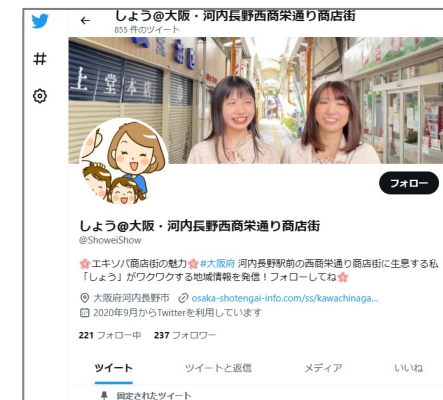 しょう@大阪・河内長野西商栄通り商店街
855 件のツイート
上堂本
フォロー
しょう@大阪・河内長野西商栄通り商店街
@ShoweiShow
🌸エキソバ商店街の魅力🌸#大阪府 河内長野駅前の西商栄通り商店街に生息する私
「しょう」がワクワクする地域情報を発信！フォローしてね🌸
大阪府河内長野市 osaka-shotengai-info.com/ss/kawachinaga...
2020年9月からTwitterを利用しています
221 フォロー中 237 フォロワー
ツイート ツイートと返信 メディア いいね
固定されたツイート